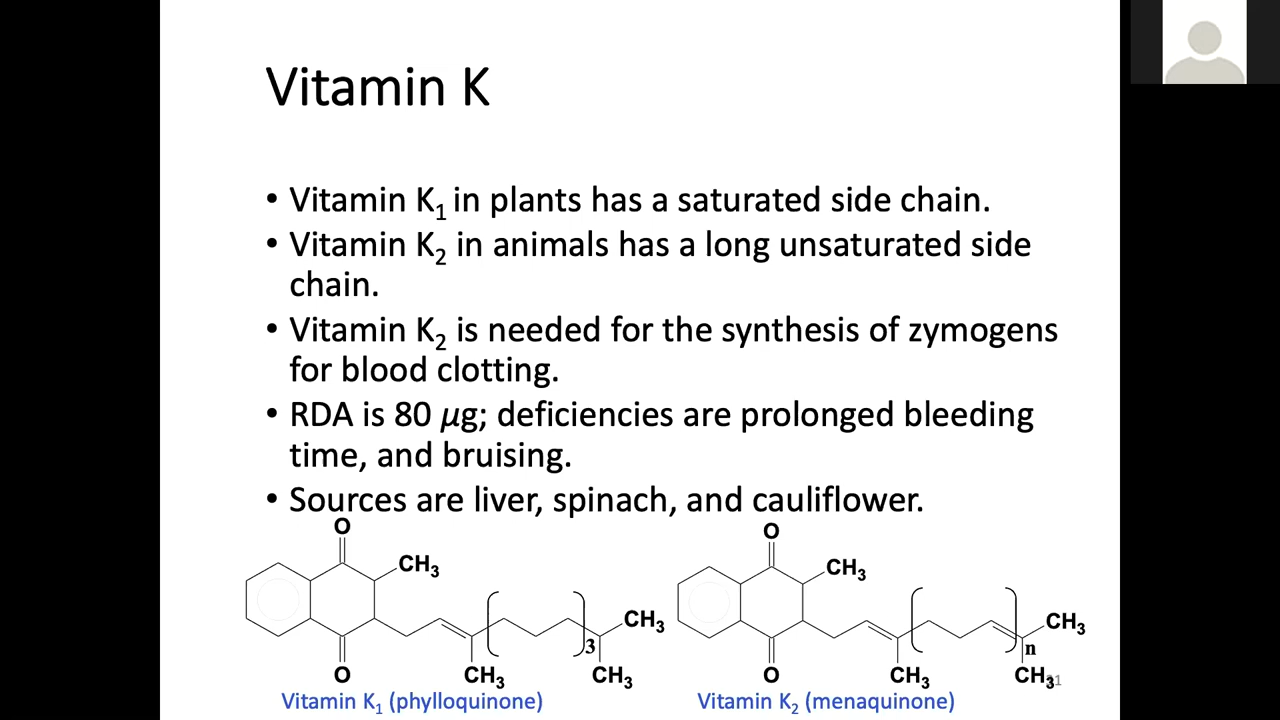 Vitamin K
• Vitamin K₁ in plants has a saturated side chain.
• Vitamin K₂ in animals has a long unsaturated side
chain.
• Vitamin K₂ is needed for the synthesis of zymogens
for blood clotting.
• RDA is 80 μg; deficiencies are prolonged bleeding
time, and bruising.
• Sources are liver, spinach, and cauliflower.
O
CH₃
CH₃
3
O
CH₃
CH₃
Vitamin K₁ (phylloquinone)
O
CH₃
CH₃
n
O
CH₃
CH₃
Vitamin K₂ (menaquinone)